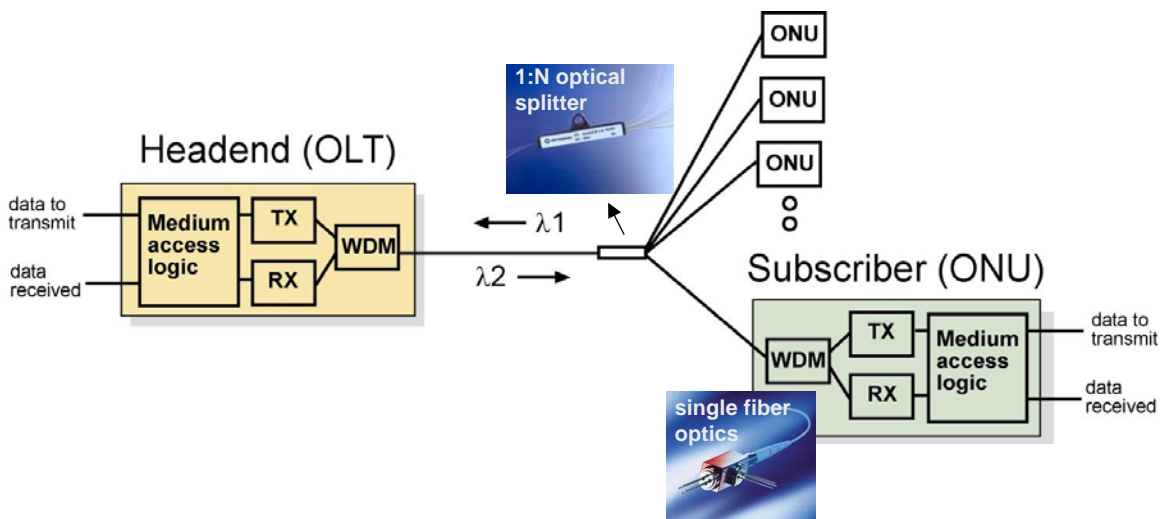 ONU
1:N optical
splitter
ONU
Headend (OLT)
ONU
data to
transmit
Medium
access
logic
TX
WDM
RX
data
received
λ1
λ2
Subscriber (ONU)
WDM
TX
RX
Medium
access
logic
data to
transmit
data
received
single fiber
optics